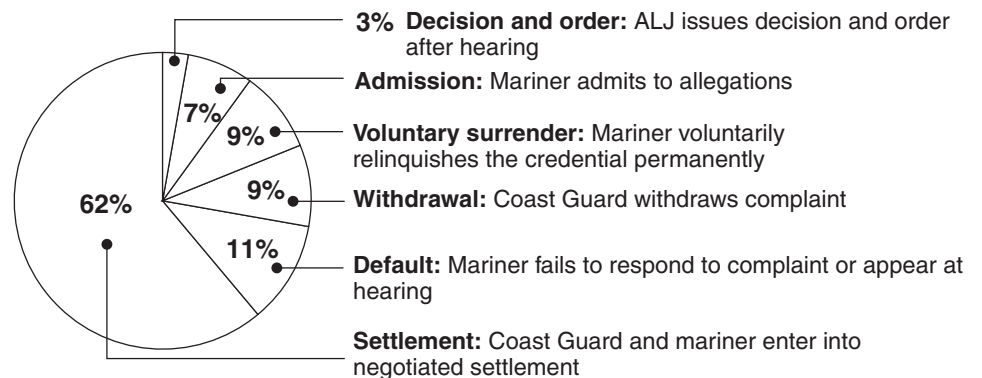 3% Decision and order: ALJ issues decision and order
after hearing
Admission: Mariner admits to allegations
7%
9%
Voluntary surrender: Mariner voluntarily
relinquishes the credential permanently
9%
Withdrawal: Coast Guard withdraws complaint
62%
11%
Default: Mariner fails to respond to complaint or appear at
hearing
Settlement: Coast Guard and mariner enter into
negotiated settlement